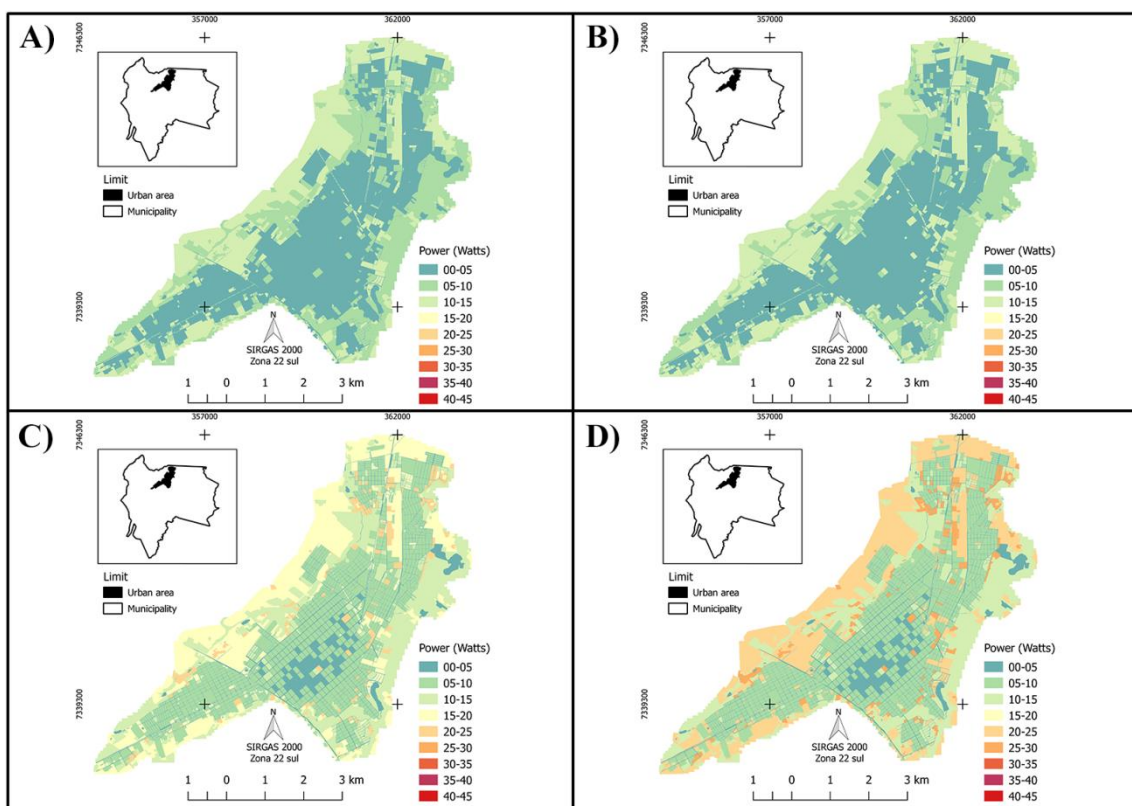 A)
357000
362000
7346300
Limit
Urban area
Municipality
Power (Watts)
00-05
05-10
10-15
15-20
20-25
25-30
30-35
35-40
40-45
7339300
N
SIRGAS 2000
Zona 22 sul
1 0 1 2 3 km
B)
357000
362000
7346300
Limit
Urban area
Municipality
Power (Watts)
00-05
05-10
10-15
15-20
20-25
25-30
30-35
35-40
40-45
7339300
N
SIRGAS 2000
Zona 22 sul
1 0 1 2 3 km
C)
357000
362000
7346300
Limit
Urban area
Municipality
Power (Watts)
00-05
05-10
10-15
15-20
20-25
25-30
30-35
35-40
40-45
7339300
N
SIRGAS 2000
Zona 22 sul
1 0 1 2 3 km
D)
357000
362000
7346300
Limit
Urban area
Municipality
Power (Watts)
00-05
05-10
10-15
15-20
20-25
25-30
30-35
35-40
40-45
7339300
N
SIRGAS 2000
Zona 22 sul
1 0 1 2 3 km